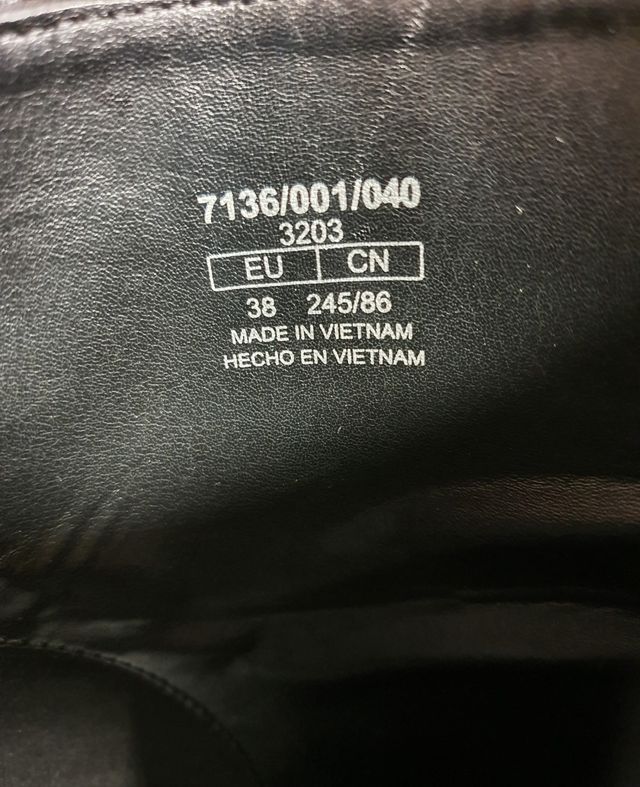 7136/001/040
3203
EU CN
38 245/86
MADE IN VIETNAM
HECHO EN VIETNAM